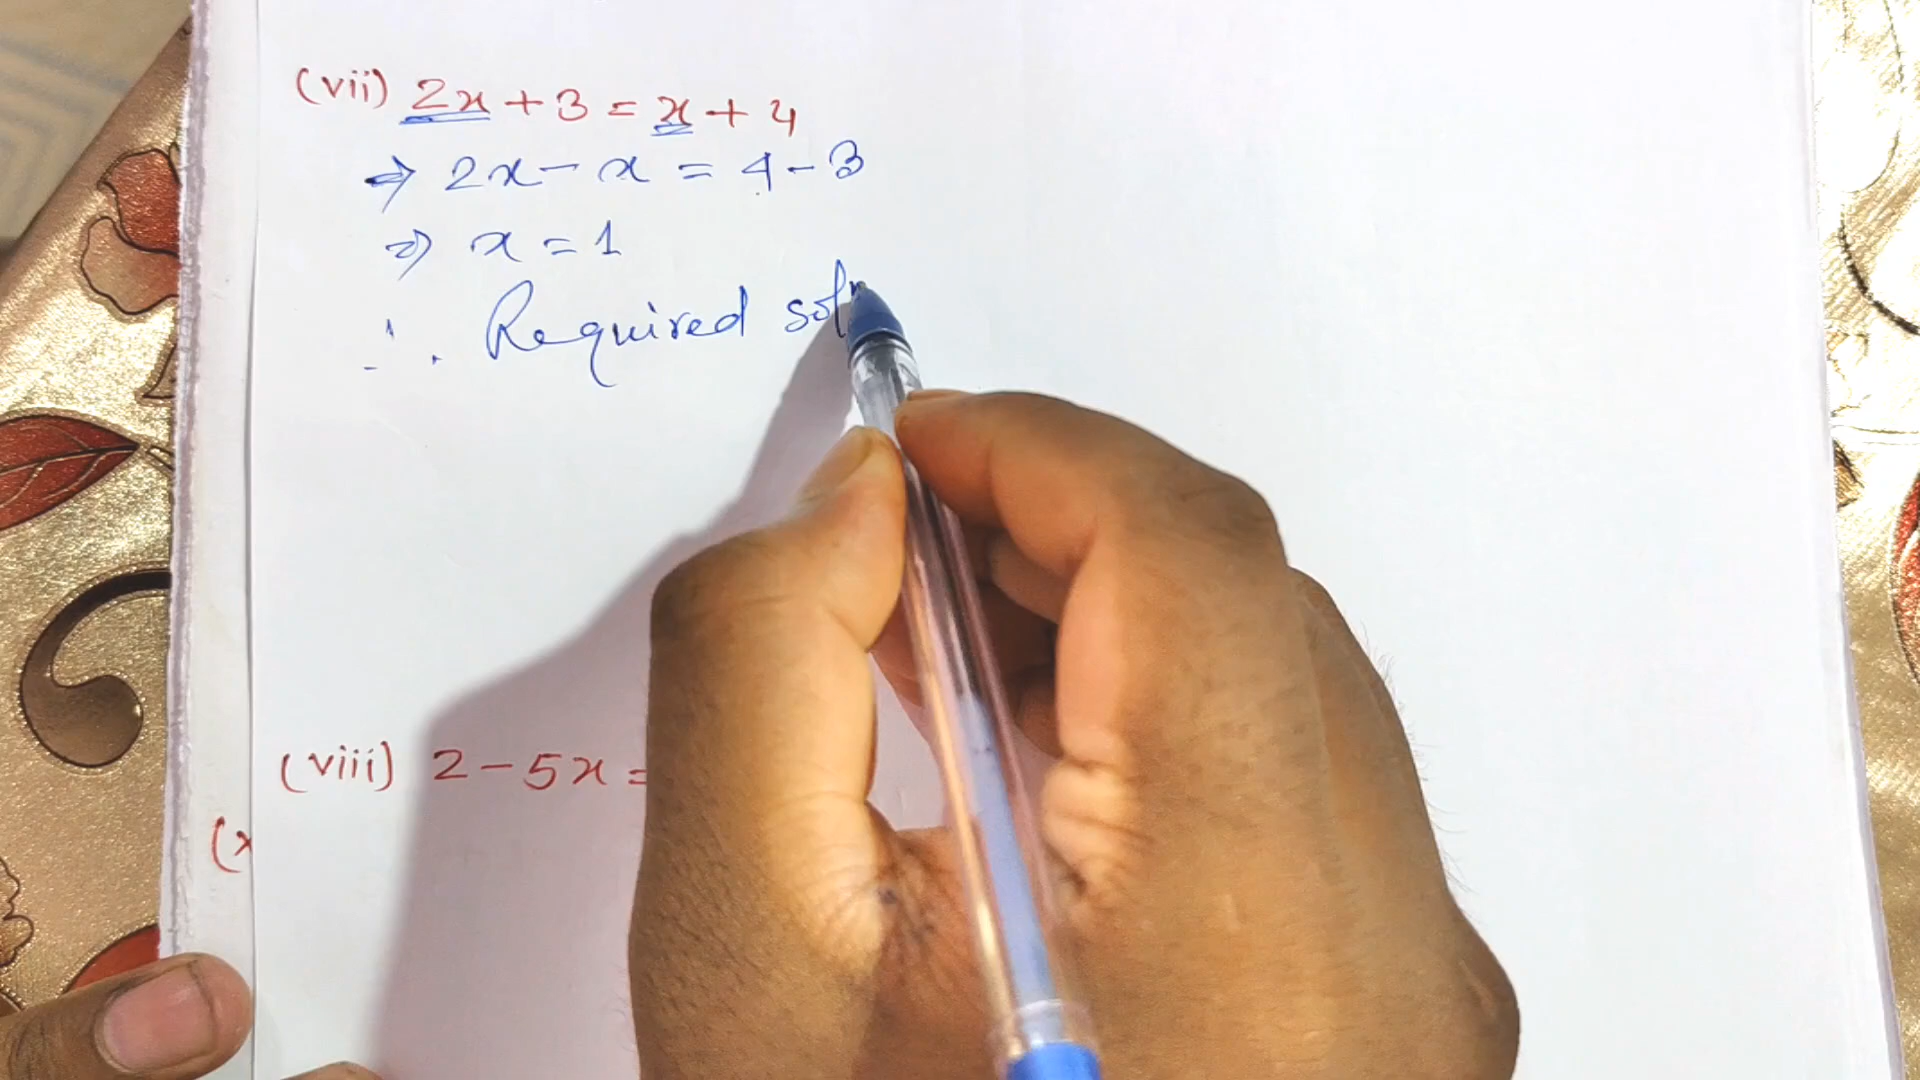 (vii) 2x + 3 = x + 4
⇒ 2x - x = 4 - 3
⇒ x = 1
∴ Required sol
(viii) 2 - 5x =
(x